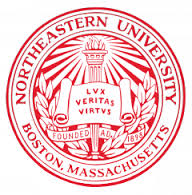 NORTHEASTERN UNIVERSITY
LVX
VERITAS
VIRTVS
FOUNDED A.D. 1898
BOSTON, MASSACHUSETTS